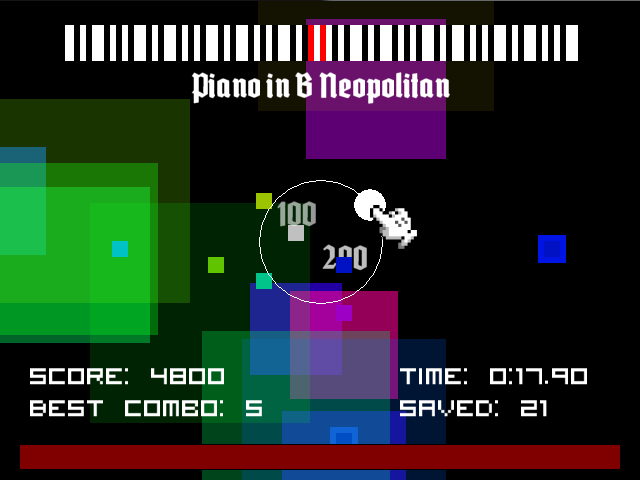 Piano in B Neopolitan
100
200
SCORE: 4800
TIME: 0:17.90
BEST COMBO: 5
SAVED: 21